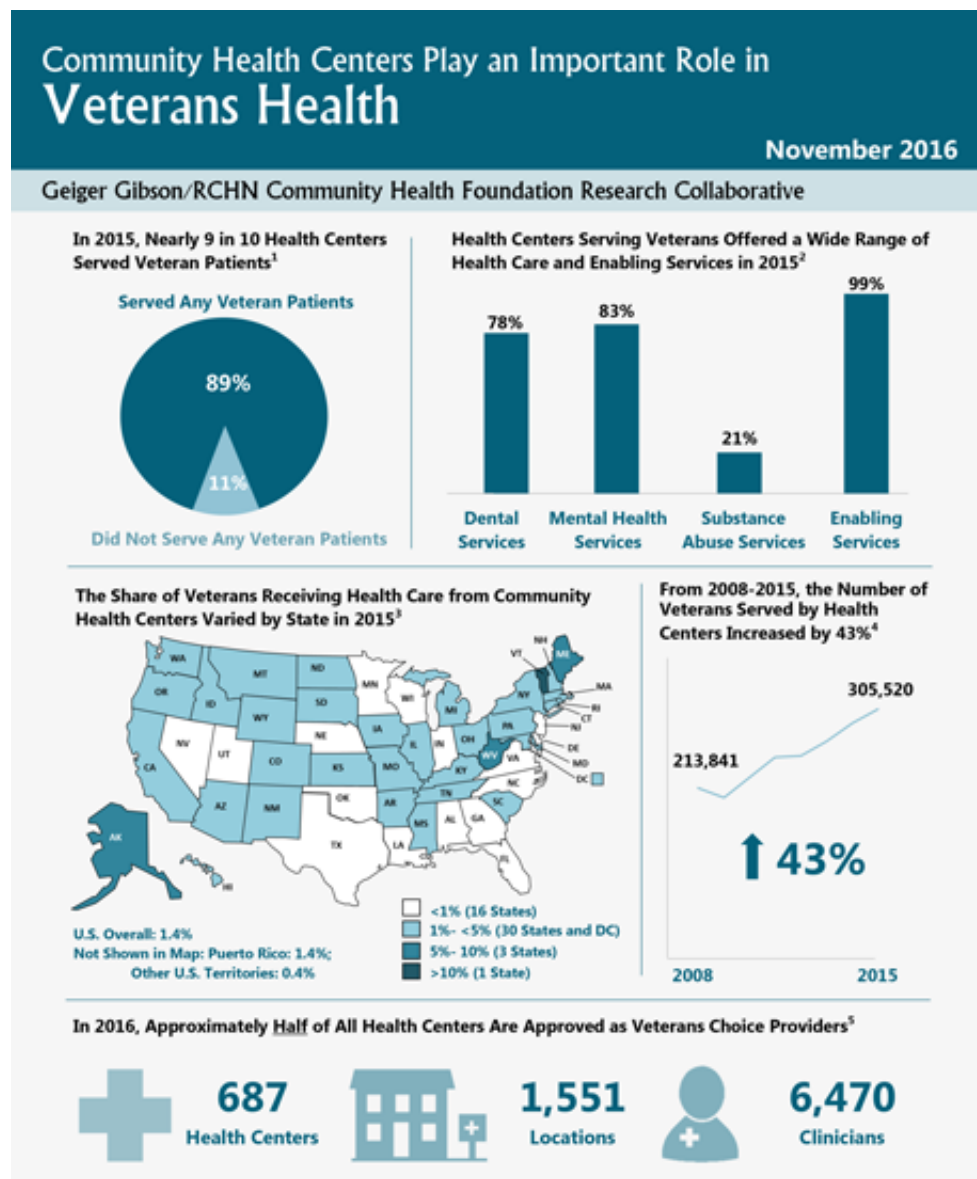 Community Health Centers Play an Important Role in
Veterans Health
November 2016
Geiger Gibson/RCHN Community Health Foundation Research Collaborative
In 2015, Nearly 9 in 10 Health Centers
Served Veteran Patients¹
Served Any Veteran Patients
89%
11%
Did Not Serve Any Veteran Patients
Health Centers Serving Veterans Offered a Wide Range of
Health Care and Enabling Services in 2015²
78%
83%
21%
99%
Dental
Services
Mental Health
Services
Substance
Abuse Services
Enabling
Services
The Share of Veterans Receiving Health Care from Community
Health Centers Varied by State in 2015³
WA
OR
ID
MT
ND
SD
WY
NV
UT
CA
AZ
CO
NM
NE
KS
OK
TX
MN
IA
MO
AR
LA
WI
IL
MI
IN
OH
KY
TN
MS
AL
GA
FL
SC
NC
VA
WV
PA
NY
VT
NH
ME
MA
RI
CT
NJ
DE
MD
DC
AK
HI
<1% (16 States)
1%- <5% (30 States and DC)
5%- 10% (3 States)
>10% (1 State)
U.S. Overall: 1.4%
Not Shown in Map: Puerto Rico: 1.4%;
Other U.S. Territories: 0.4%
From 2008-2015, the Number of
Veterans Served by Health
Centers Increased by 43%⁴
213,841
305,520
43%
2008
2015
In 2016, Approximately Half of All Health Centers Are Approved as Veterans Choice Providers⁵
687
Health Centers
1,551
Locations
6,470
Clinicians